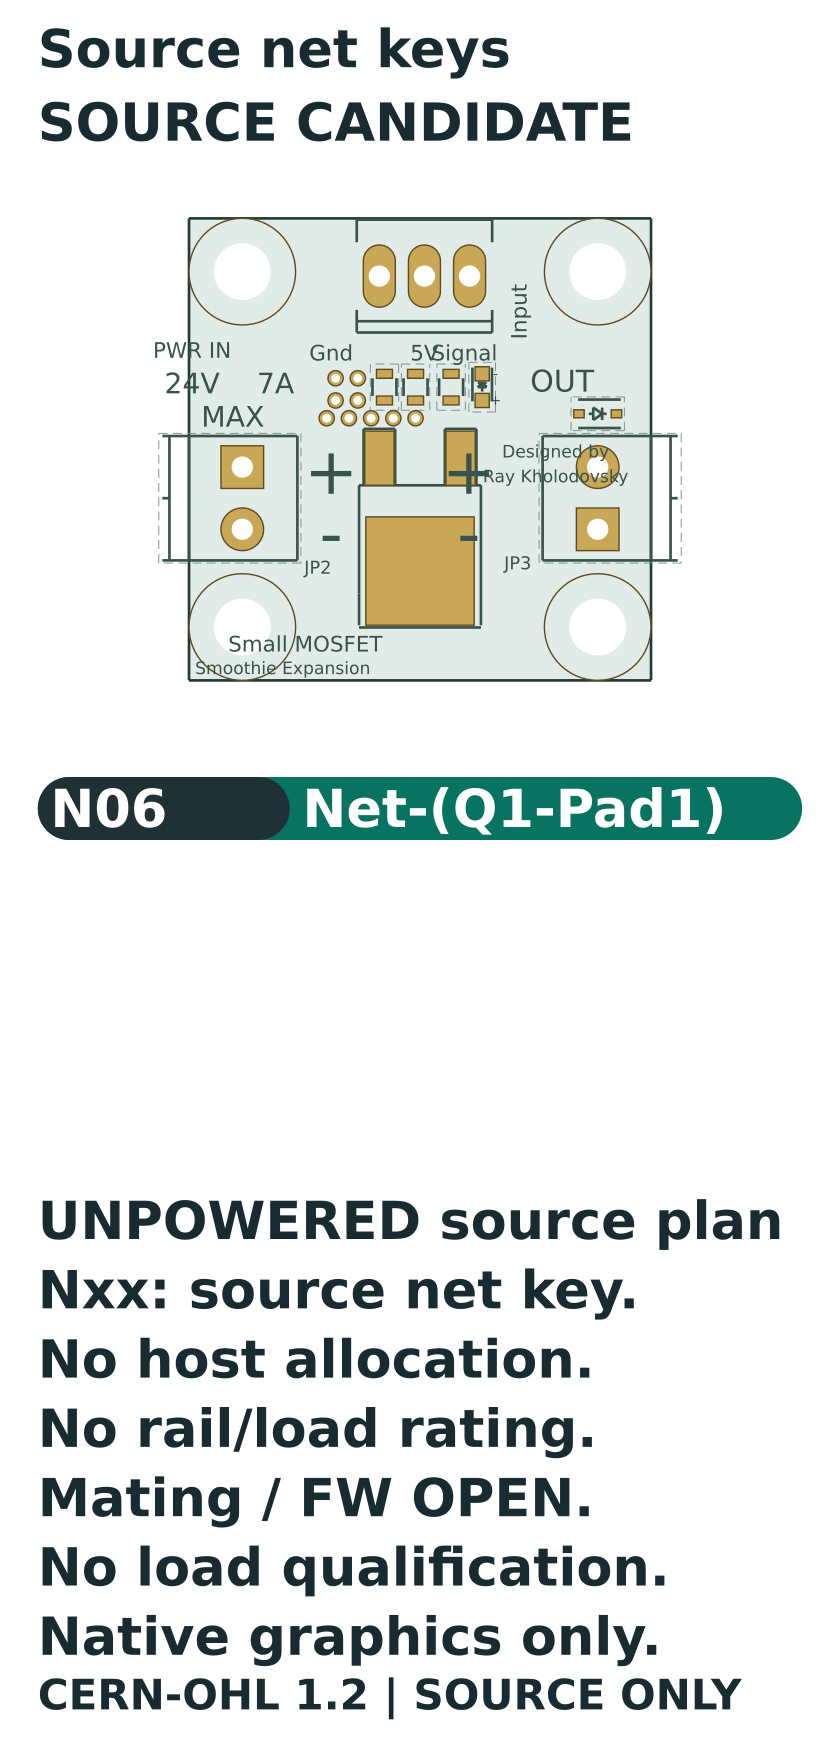 Source net keys
SOURCE CANDIDATE
Input
PWR IN
Gnd
5V
Signal
24V 7A
MAX
OUT
Designed by
Ray Kholodovsky
+
+
-
-
JP2
JP3
Small MOSFET
Smoothie Expansion
N06 Net-(Q1-Pad1)
UNPOWERED source plan
Nxx: source net key.
No host allocation.
No rail/load rating.
Mating / FW OPEN.
No load qualification.
Native graphics only.
CERN-OHL 1.2 | SOURCE ONLY